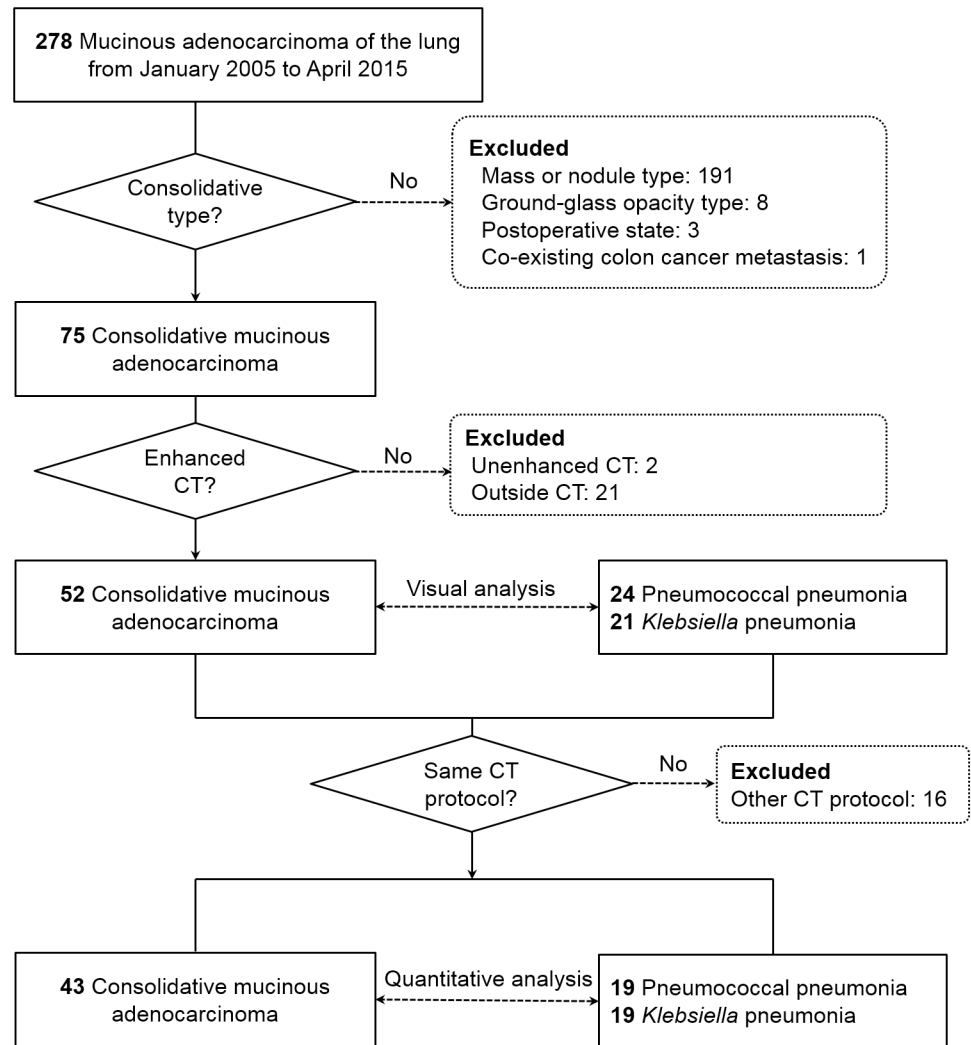 278 Mucinous adenocarcinoma of the lung
from January 2005 to April 2015
Consolidative
type?
No
Excluded
Mass or nodule type: 191
Ground-glass opacity type: 8
Postoperative state: 3
Co-existing colon cancer metastasis: 1
75 Consolidative mucinous
adenocarcinoma
Enhanced
CT?
No
Excluded
Unenhanced CT: 2
Outside CT: 21
52 Consolidative mucinous
adenocarcinoma
Visual analysis
24 Pneumococcal pneumonia
21 Klebsiella pneumonia
Same CT
protocol?
No
Excluded
Other CT protocol: 16
43 Consolidative mucinous
adenocarcinoma
Quantitative analysis
19 Pneumococcal pneumonia
19 Klebsiella pneumonia